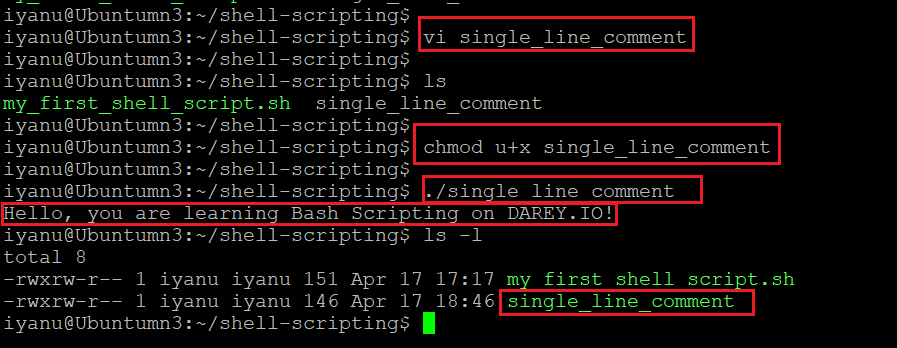 iyanu@Ubuntumn3:~/shell-scripting$
iyanu@Ubuntumn3:~/shell-scripting$ vi single_line_comment
iyanu@Ubuntumn3:~/shell-scripting$
iyanu@Ubuntumn3:~/shell-scripting$ ls
my_first_shell_script.sh  single_line_comment
iyanu@Ubuntumn3:~/shell-scripting$
iyanu@Ubuntumn3:~/shell-scripting$ chmod u+x single_line_comment
iyanu@Ubuntumn3:~/shell-scripting$
iyanu@Ubuntumn3:~/shell-scripting$ ./single_line_comment
Hello, you are learning Bash Scripting on DAREY.IO!
iyanu@Ubuntumn3:~/shell-scripting$ ls -l
total 8
-rwxrw-r-- 1 iyanu iyanu 151 Apr 17 17:17 my_first_shell_script.sh
-rwxrw-r-- 1 iyanu iyanu 146 Apr 17 18:46 single_line_comment
iyanu@Ubuntumn3:~/shell-scripting$